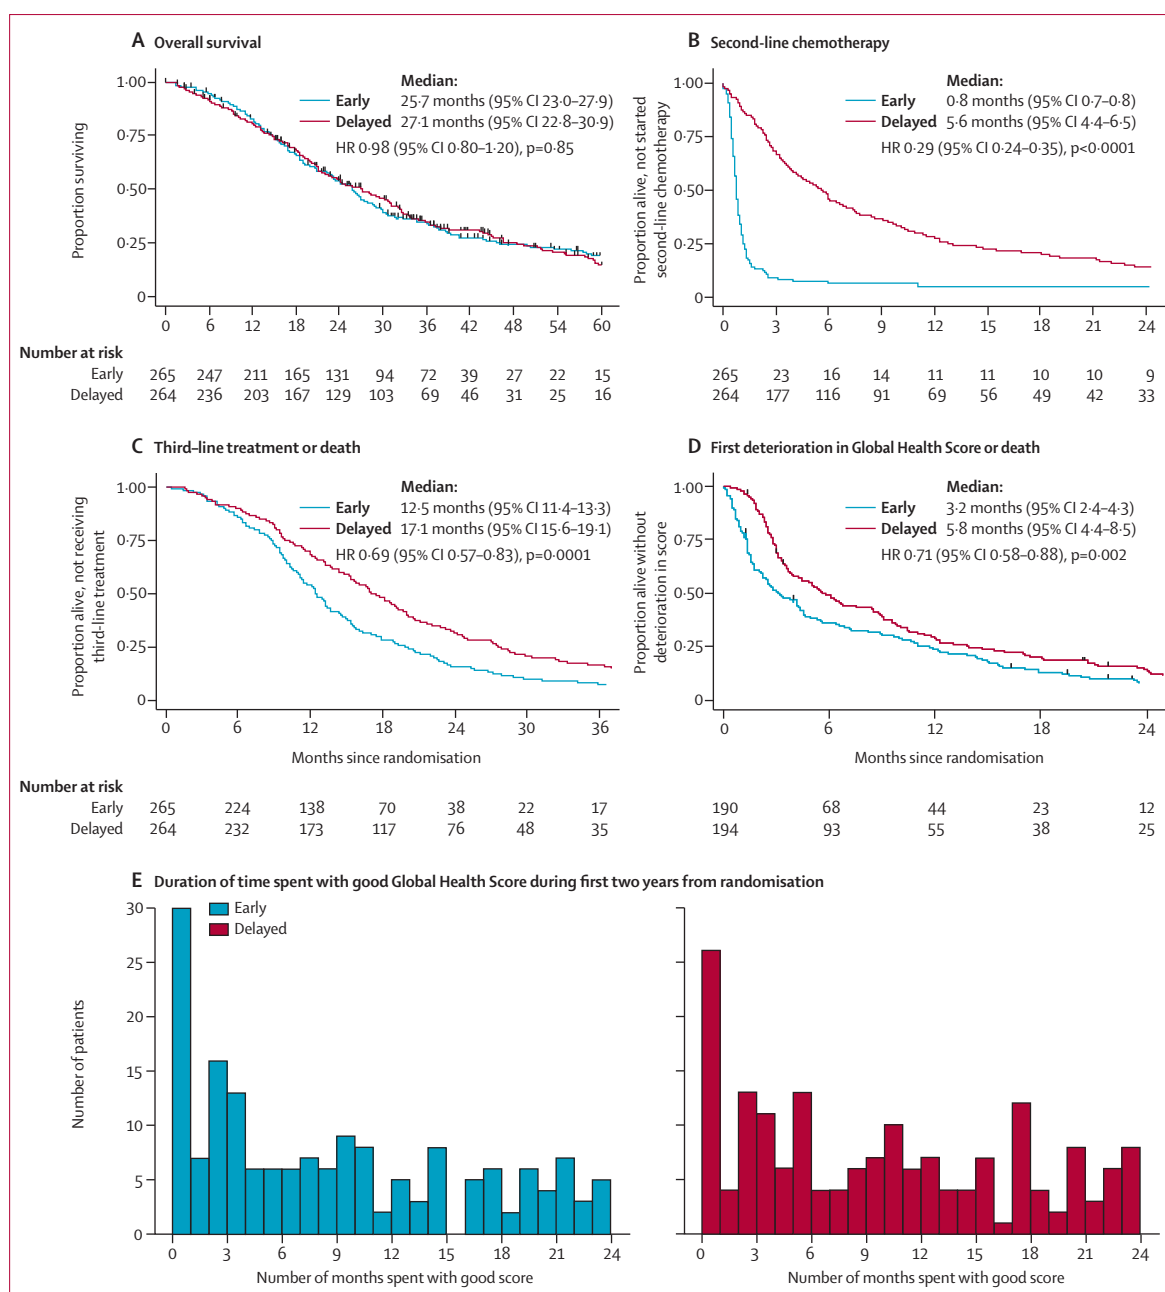 A Overall survival
Median:
Early 25·7 months (95% CI 23·0–27·9)
Delayed 27·1 months (95% CI 22·8–30·9)
HR 0·98 (95% CI 0·80–1·20), p=0·85
Proportion surviving
1·00
0·75
0·50
0·25
0
0 6 12 18 24 30 36 42 48 54 60
Number at risk
Early 265 247 211 165 131 94 72 39 27 22 15
Delayed 264 236 203 167 129 103 69 46 31 25 16
B Second-line chemotherapy
Median:
Early 0·8 months (95% CI 0·7–0·8)
Delayed 5·6 months (95% CI 4·4–6·5)
HR 0·29 (95% CI 0·24–0·35), p<0·0001
Proportion alive, not started
second-line chemotherapy
1·00
0·75
0·50
0·25
0
0 3 6 9 12 15 18 21 24
265 23 16 14 11 11 10 10 9
264 177 116 91 69 56 49 42 33
C Third–line treatment or death
Median:
Early 12·5 months (95% CI 11·4–13·3)
Delayed 17·1 months (95% CI 15·6–19·1)
HR 0·69 (95% CI 0·57–0·83), p=0·0001
Proportion alive, not receiving
third-line treatment
1·00
0·75
0·50
0·25
0
0 6 12 18 24 30 36
Months since randomisation
Number at risk
Early 265 224 138 70 38 22 17
Delayed 264 232 173 117 76 48 35
D First deterioration in Global Health Score or death
Median:
Early 3·2 months (95% CI 2·4–4·3)
Delayed 5·8 months (95% CI 4·4–8·5)
HR 0·71 (95% CI 0·58–0·88), p=0·002
Proportion alive without
deterioration in score
1·00
0·75
0·50
0·25
0
0 6 12 18 24
Months since randomisation
190 68 44 23 12
194 93 55 38 25
E Duration of time spent with good Global Health Score during first two years from randomisation
Early
Delayed
Number of patients
30
25
20
15
10
5
0
0 3 6 9 12 15 18 21 24
Number of months spent with good score
0 3 6 9 12 15 18 21 24
Number of months spent with good score